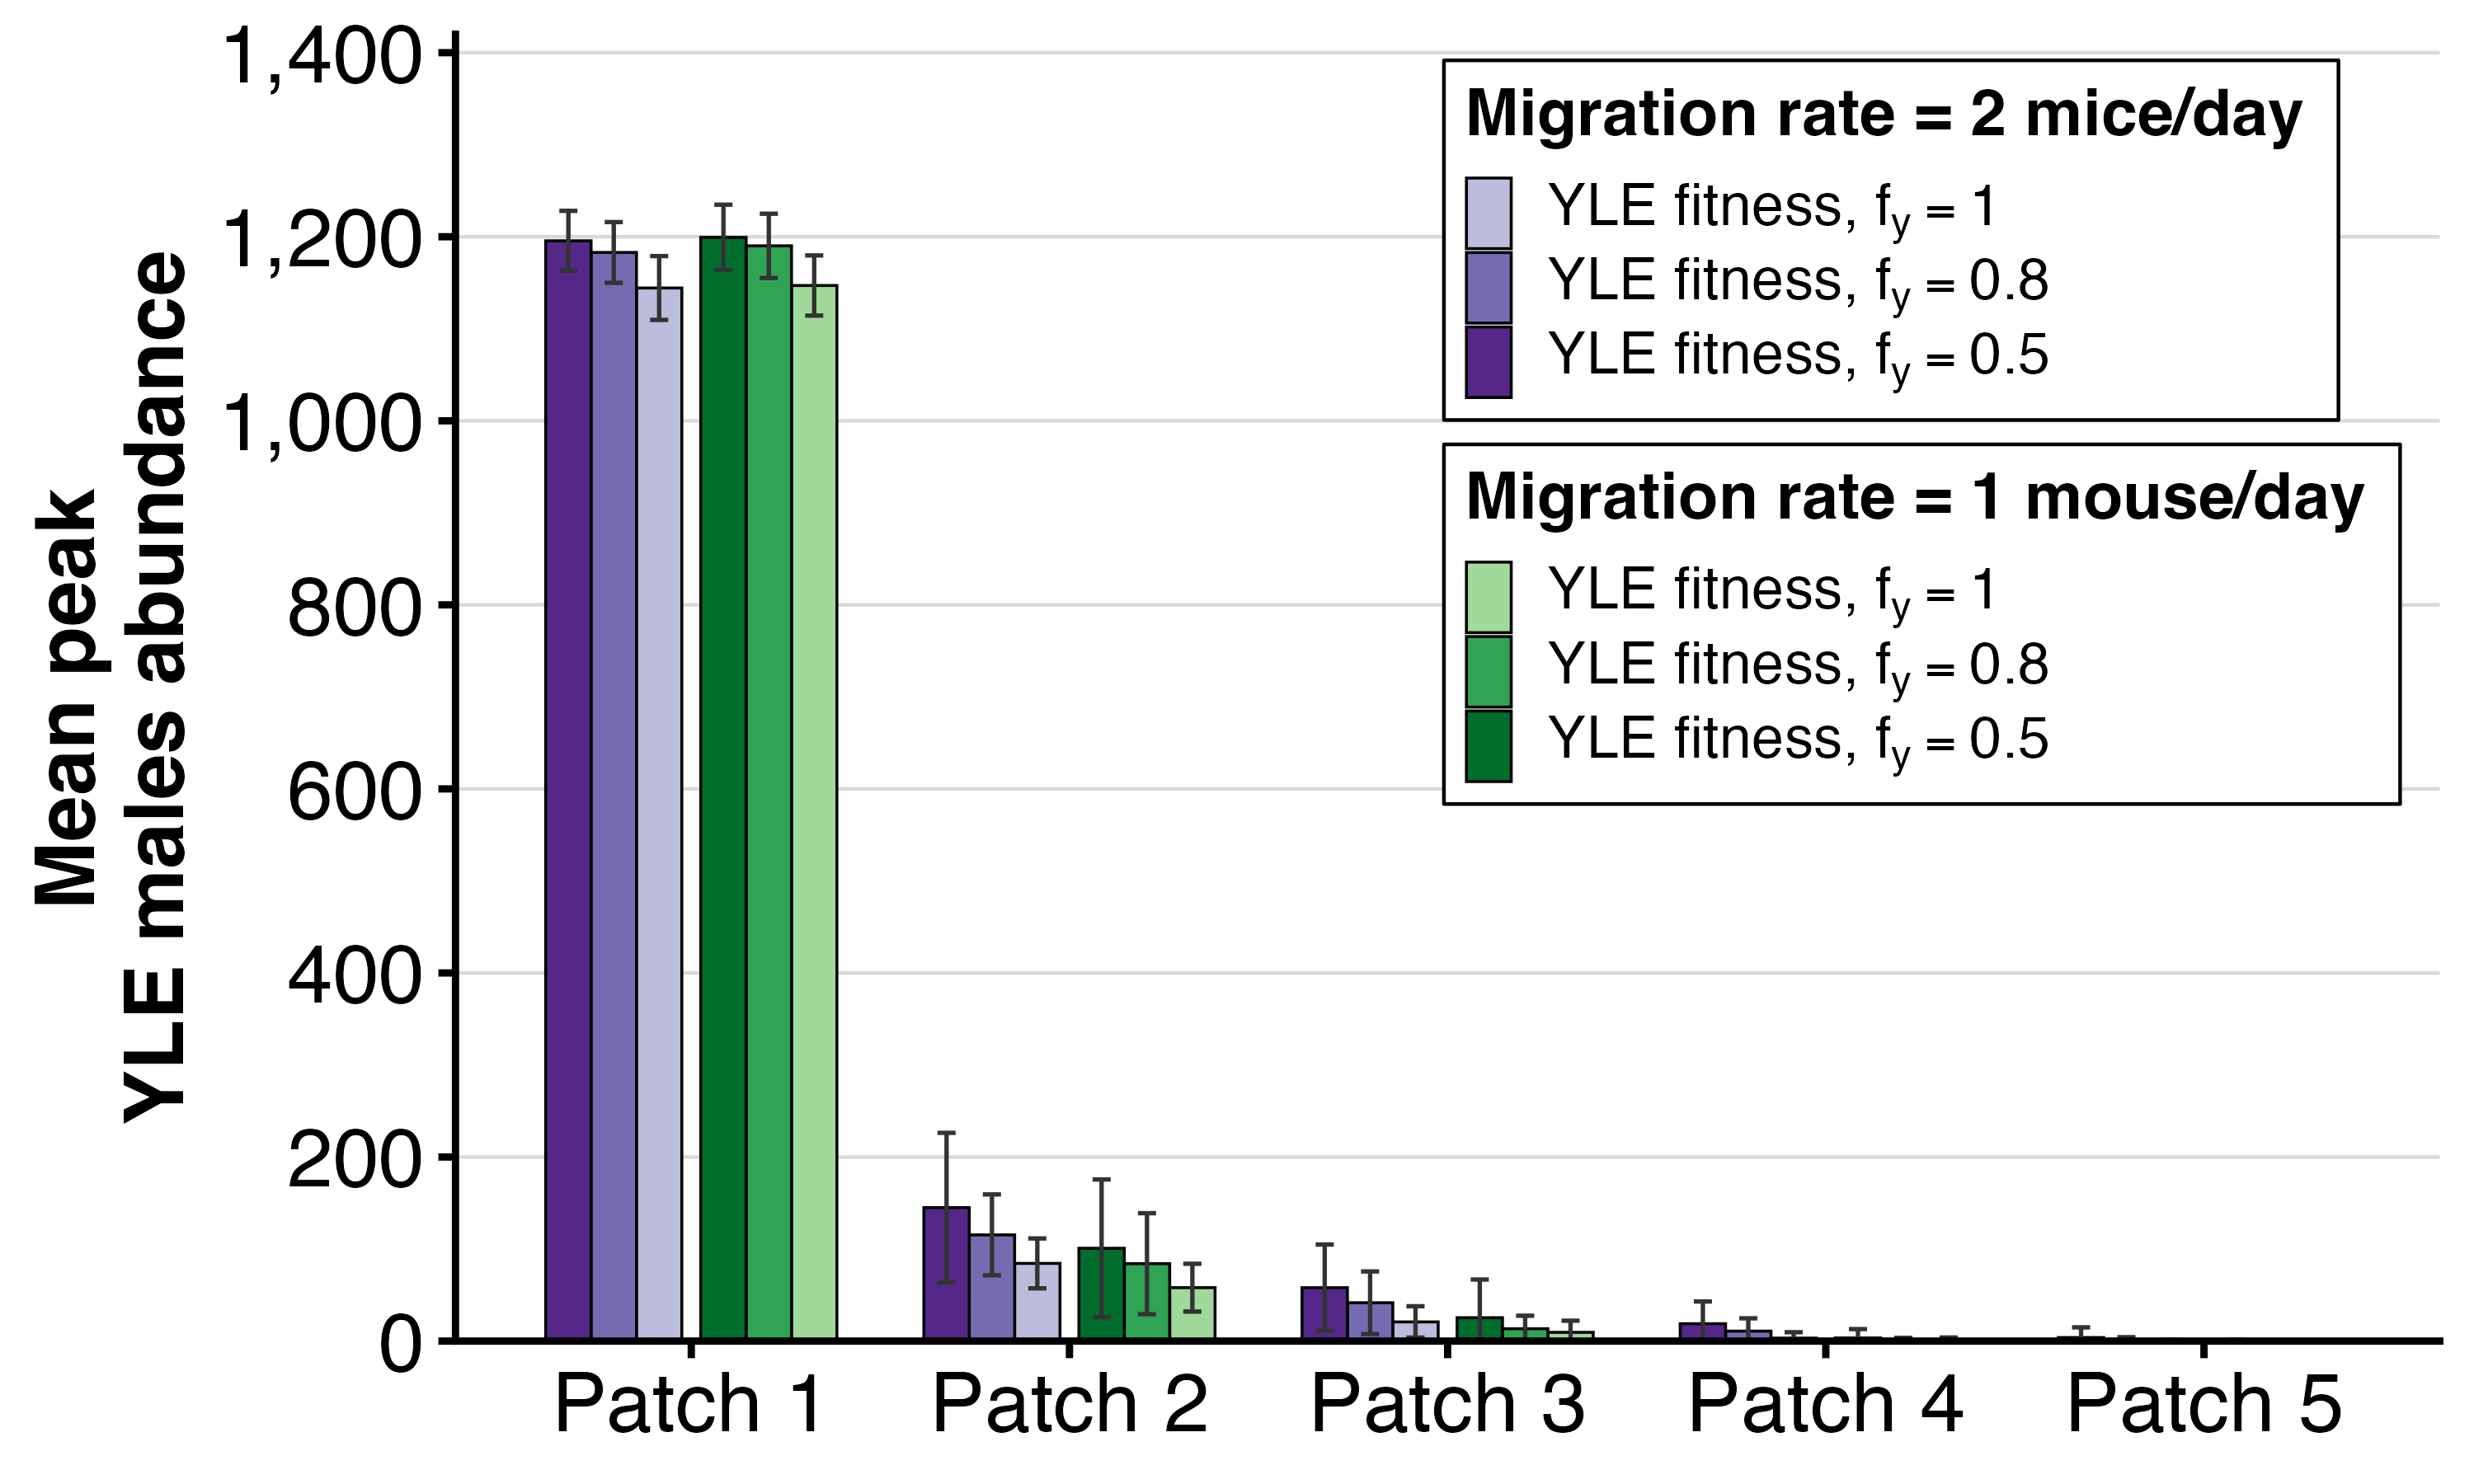 Mean peak
YLE males abundance
1,400
1,200
1,000
800
600
400
200
0
Migration rate = 2 mice/day
YLE fitness, fy = 1
YLE fitness, fy = 0.8
YLE fitness, fy = 0.5
Migration rate = 1 mouse/day
YLE fitness, fy = 1
YLE fitness, fy = 0.8
YLE fitness, fy = 0.5
Patch 1 Patch 2 Patch 3 Patch 4 Patch 5